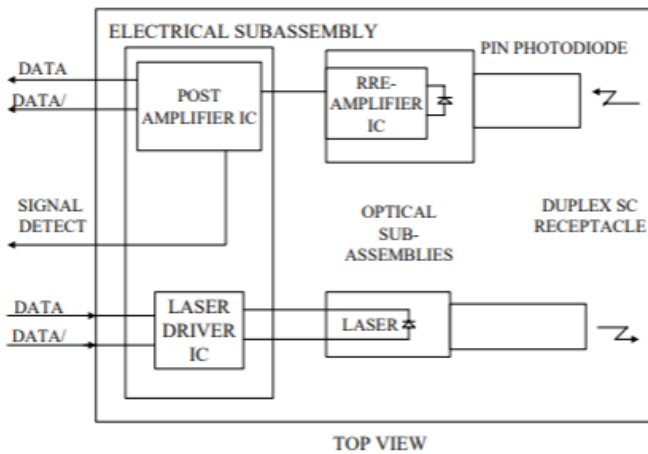 ELECTRICAL SUBASSEMBLY
PIN PHOTODIODE
DATA
DATA/
POST
AMPLIFIER IC
RRE-
AMPLIFIER
IC
SIGNAL
DETECT
OPTICAL
SUB-
ASSEMBLIES
DUPLEX SC
RECEPTACLE
DATA
DATA/
LASER
DRIVER
IC
LASER
TOP VIEW